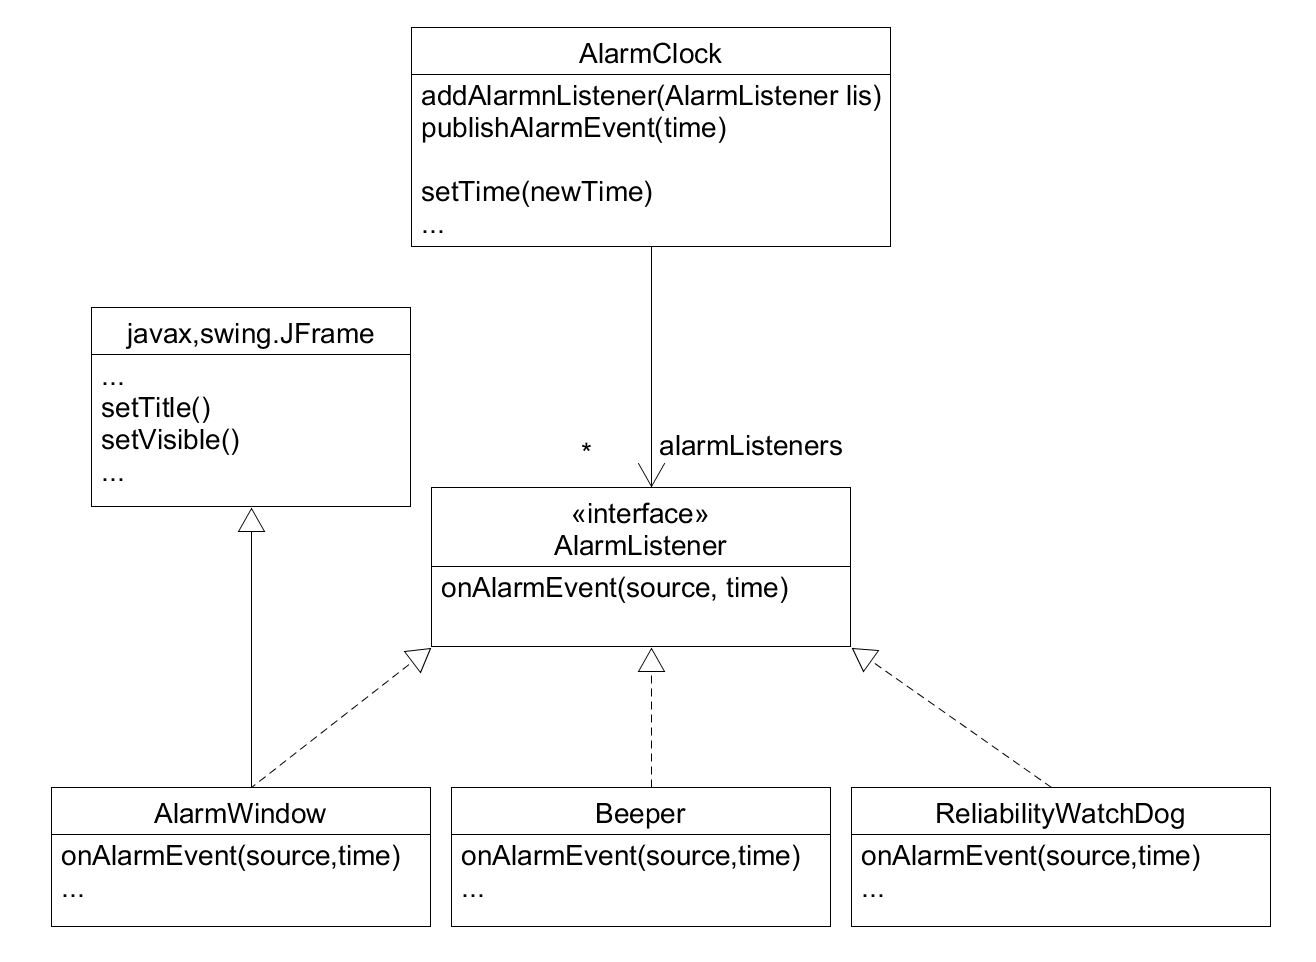 AlarmClock
addAlarmnListener(AlarmListener lis)
publishAlarmEvent(time)
setTime(newTime)
...
javax,swing.JFrame
...
setTitle()
setVisible()
...
* alarmListeners
«interface»
AlarmListener
onAlarmEvent(source, time)
AlarmWindow
onAlarmEvent(source,time)
...
Beeper
onAlarmEvent(source,time)
...
ReliabilityWatchDog
onAlarmEvent(source,time)
...